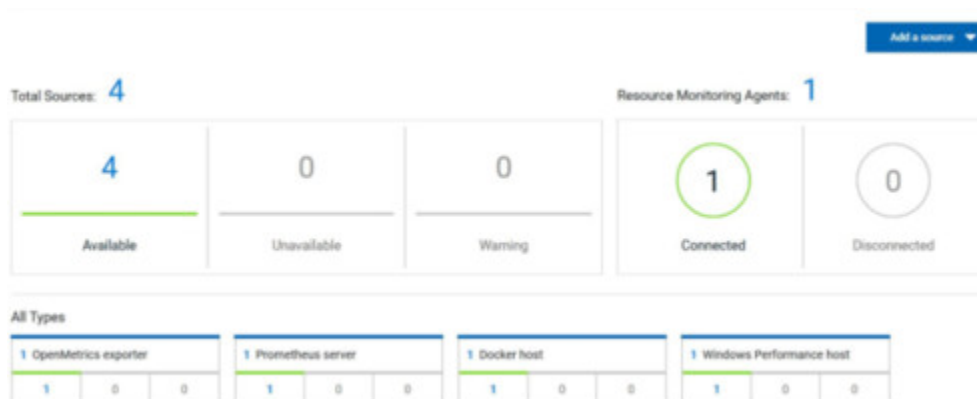 Add a source
Total Sources: 4
Resource Monitoring Agents: 1
4 0 0
1 0
Available Unavailable Warning
Connected Disconnected
All Types
1 OpenMetrics exporter
1 Prometheus server
1 Docker host
1 Windows Performance host
1 0 0
1 0 0
1 0 0
1 0 0